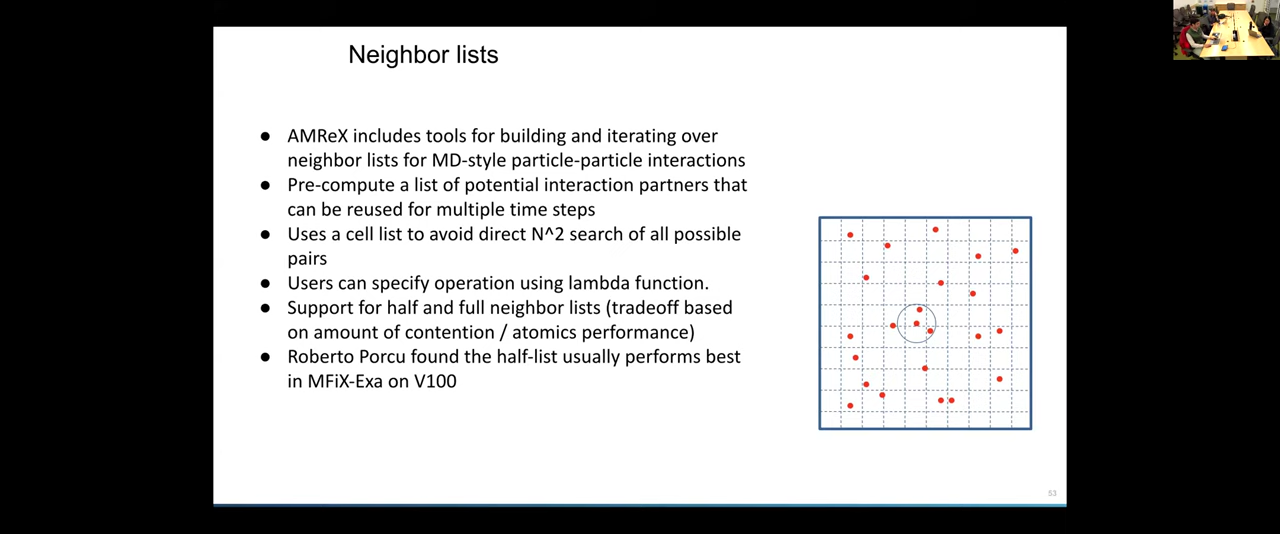 Neighbor lists
● AMReX includes tools for building and iterating over
neighbor lists for MD-style particle-particle interactions
● Pre-compute a list of potential interaction partners that
can be reused for multiple time steps
● Uses a cell list to avoid direct N^2 search of all possible
pairs
● Users can specify operation using lambda function.
● Support for half and full neighbor lists (tradeoff based
on amount of contention / atomics performance)
● Roberto Porcu found the half-list usually performs best
in MFiX-Exa on V100
53